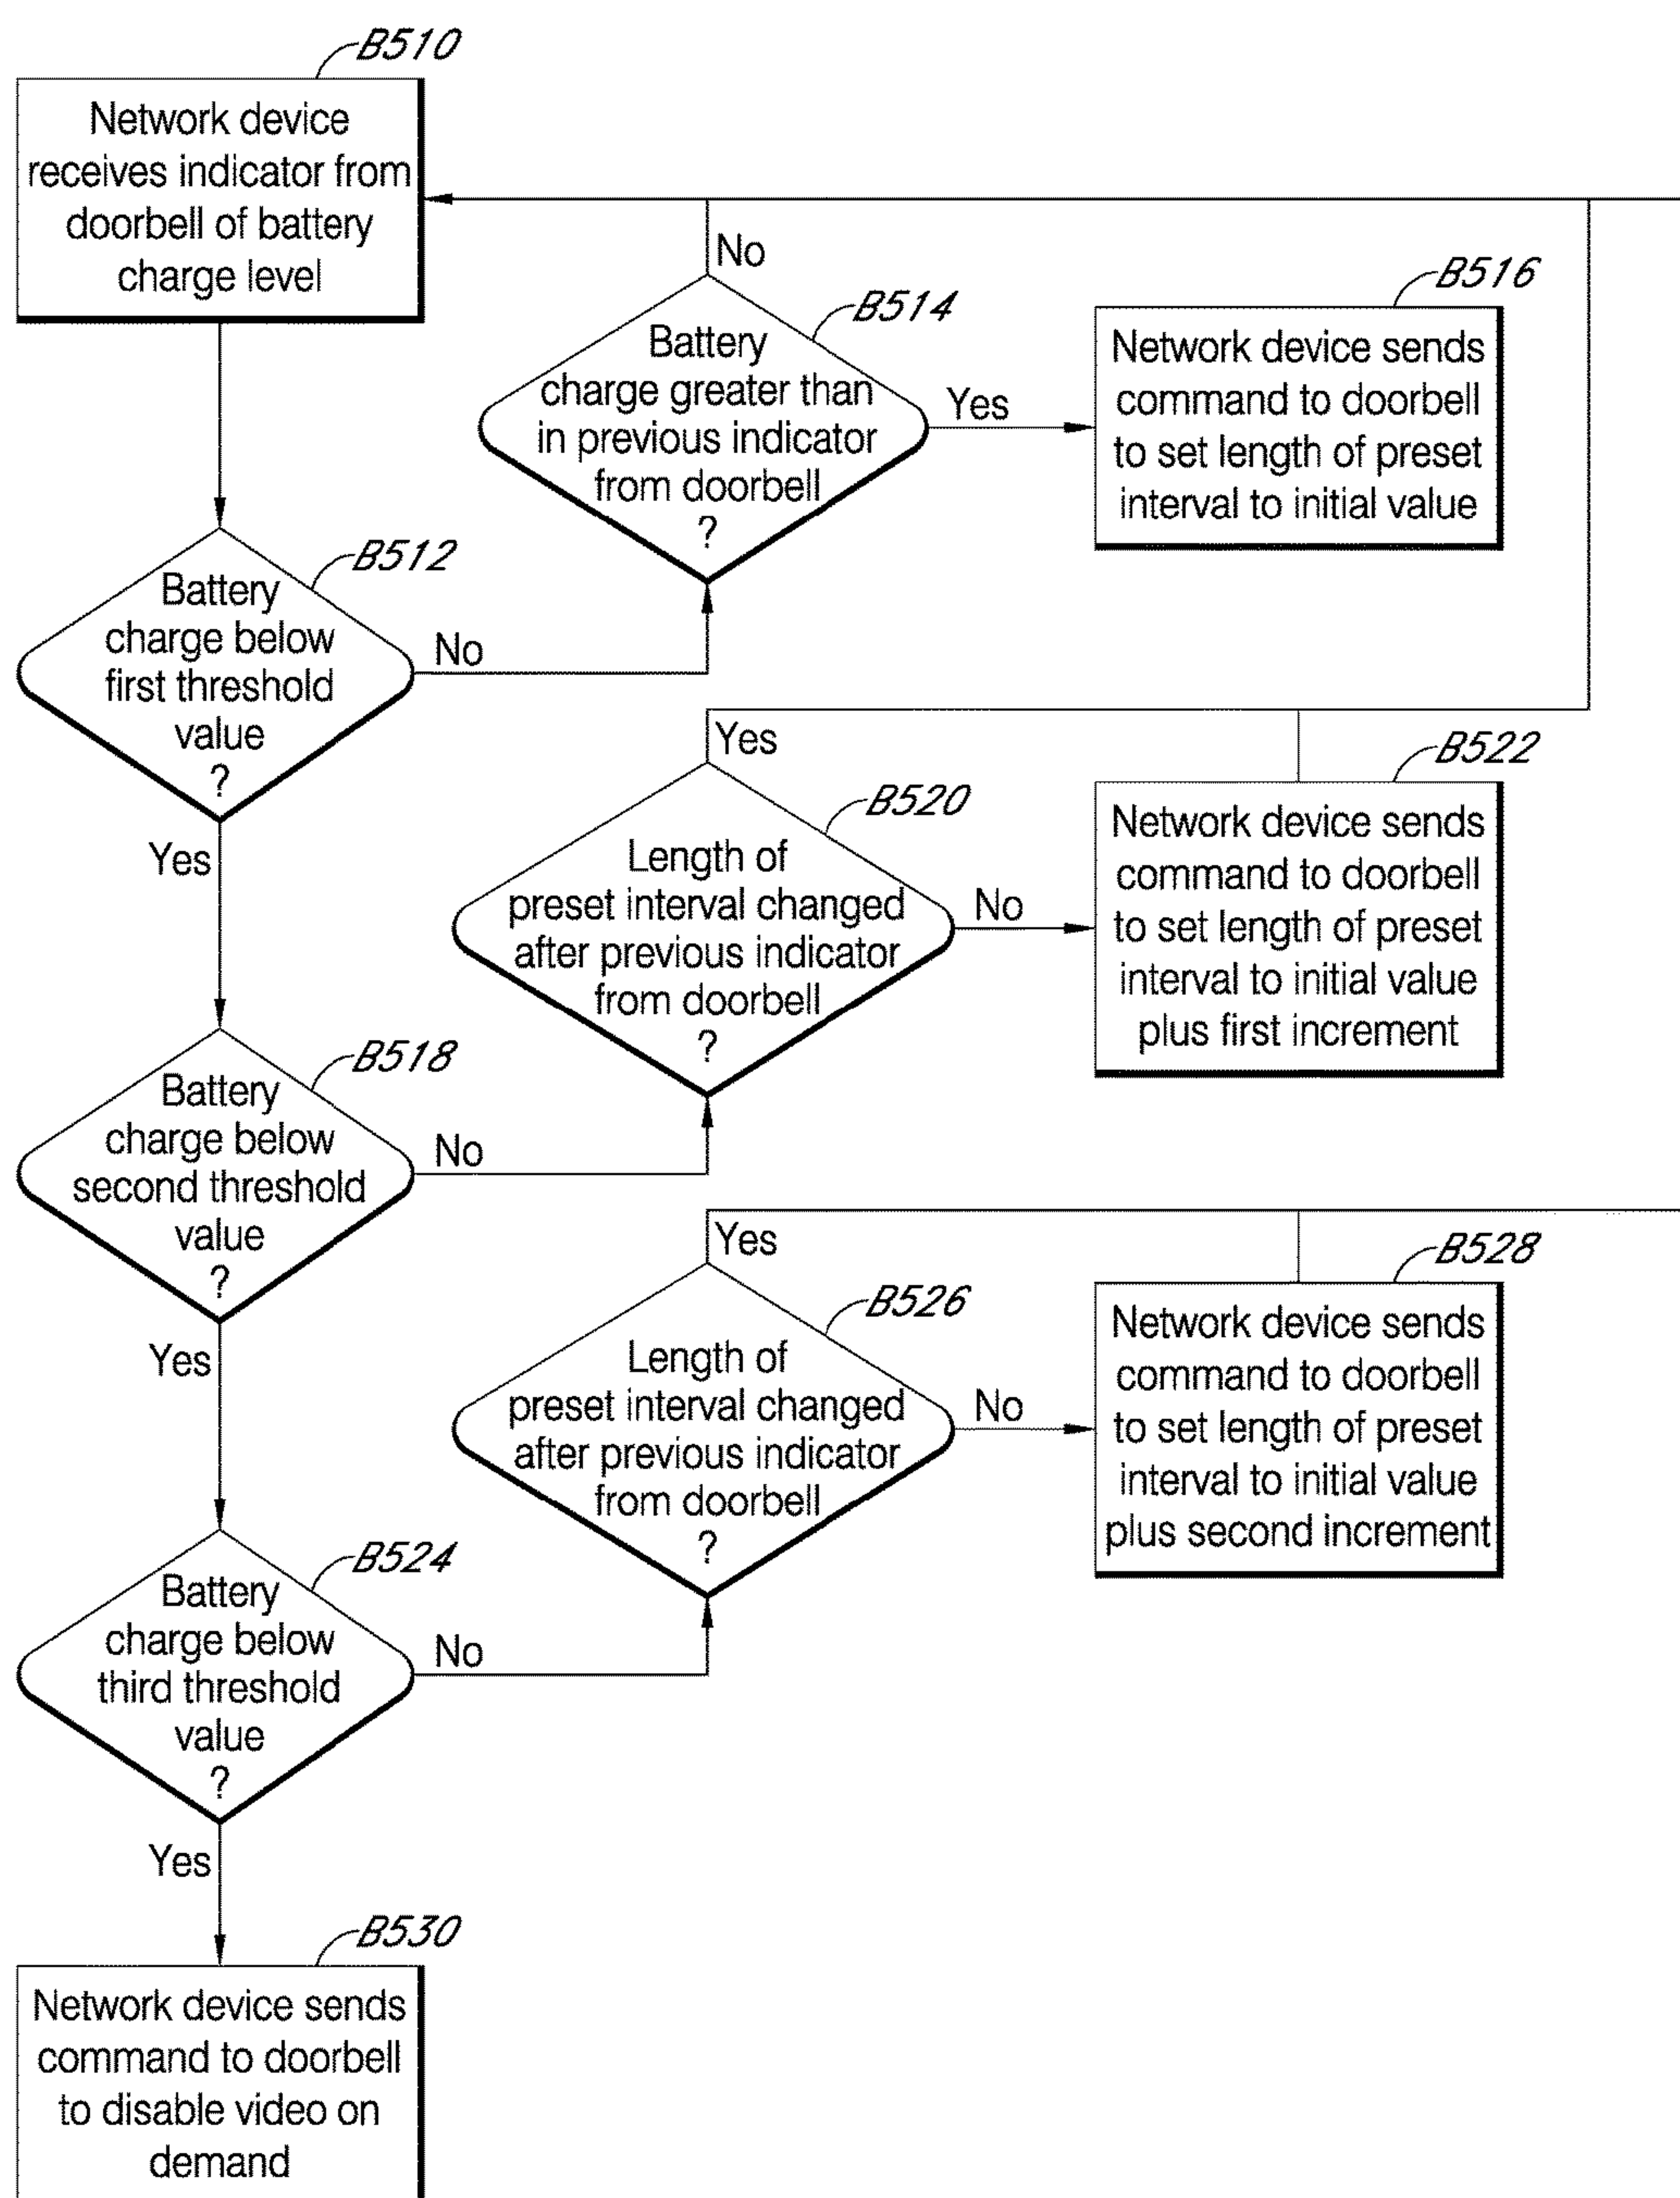 B510
Network device
receives indicator from
doorbell of battery
charge level
No
B514
Battery
charge greater than
in previous indicator
from doorbell
?
Yes
B516
Network device sends
command to doorbell
to set length of preset
interval to initial value
B512
Battery
charge below
first threshold
value
?
No
Yes
Yes
B520
Length of
preset interval changed
after previous indicator
from doorbell
?
No
B522
Network device sends
command to doorbell
to set length of preset
interval to initial value
plus first increment
B518
Battery
charge below
second threshold
value
?
No
Yes
Yes
B526
Length of
preset interval changed
after previous indicator
from doorbell
?
No
B528
Network device sends
command to doorbell
to set length of preset
interval to initial value
plus second increment
B524
Battery
charge below
third threshold
value
?
No
Yes
B530
Network device sends
command to doorbell
to disable video on
demand